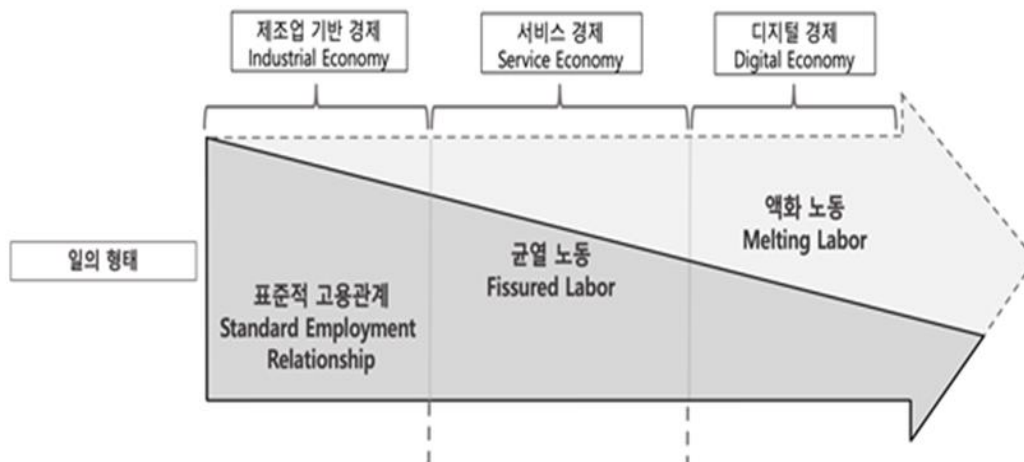 제조업 기반 경제
Industrial Economy
서비스 경제
Service Economy
디지털 경제
Digital Economy
일의 형태
표준적 고용관계
Standard Employment
Relationship
균열 노동
Fissured Labor
액화 노동
Melting Labor